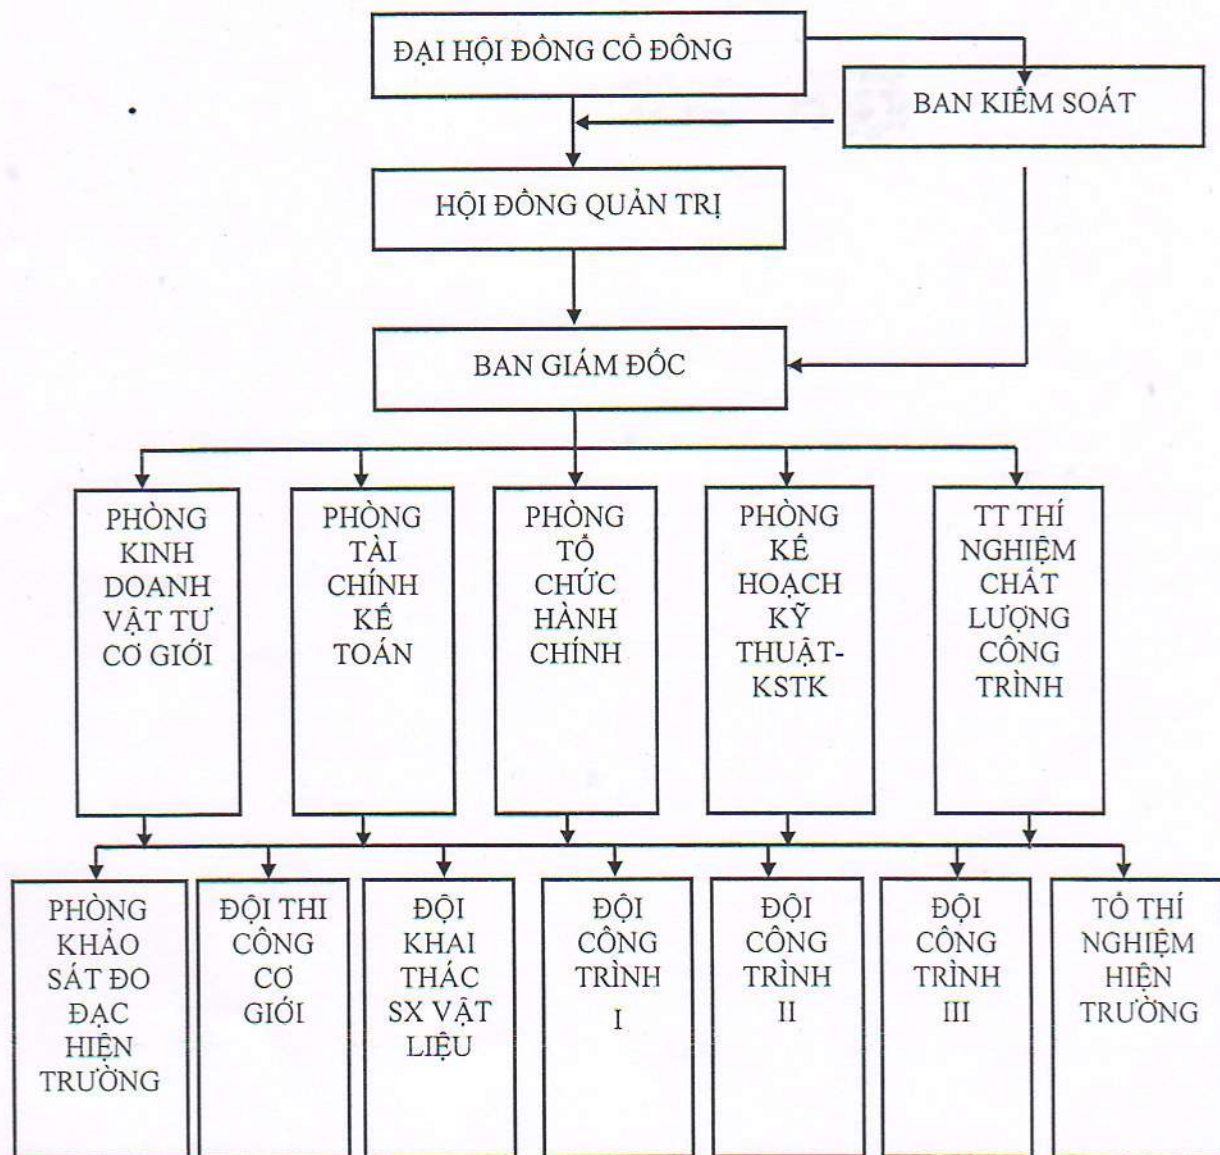 ĐẠI HỘI ĐỒNG CỔ ĐÔNG
BAN KIỂM SOÁT
HỘI ĐỒNG QUẢN TRỊ
BAN GIÁM ĐỐC
PHÒNG
KINH
DOANH
VẬT TƯ
CƠ GIỚI
PHÒNG
TÀI
CHÍNH
KẾ
TOÁN
PHÒNG
TỔ
CHỨC
HÀNH
CHÍNH
PHÒNG
KẾ
HOẠCH
KỸ
THUẬT-
KSTK
TT THÍ
NGHIỆM
CHẤT
LƯỢNG
CÔNG
TRÌNH
PHÒNG
KHẢO
SÁT ĐO
ĐẠC
HIỆN
TRƯỜNG
ĐỘI THI
CÔNG
CƠ
GIỚI
ĐỘI
KHAI
THÁC
SX VẬT
LIỆU
ĐỘI
CÔNG
TRÌNH
I
ĐỘI
CÔNG
TRÌNH
II
ĐỘI
CÔNG
TRÌNH
III
TỔ THÍ
NGHIỆM
HIỆN
TRƯỜNG